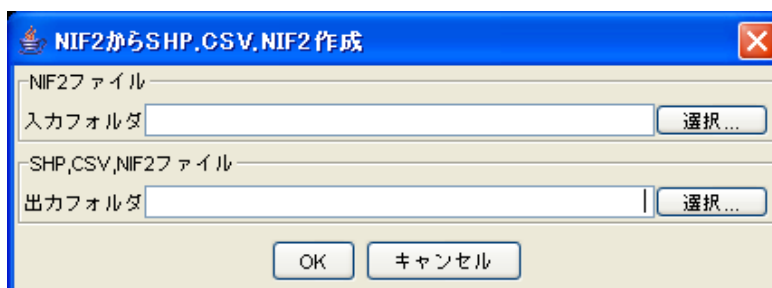 NIF2からSHP,CSV,NIF2作成
NIF2ファイル
入力フォルダ 選択...
SHP,CSV,NIF2ファイル
出力フォルダ 選択...
OK キャンセル